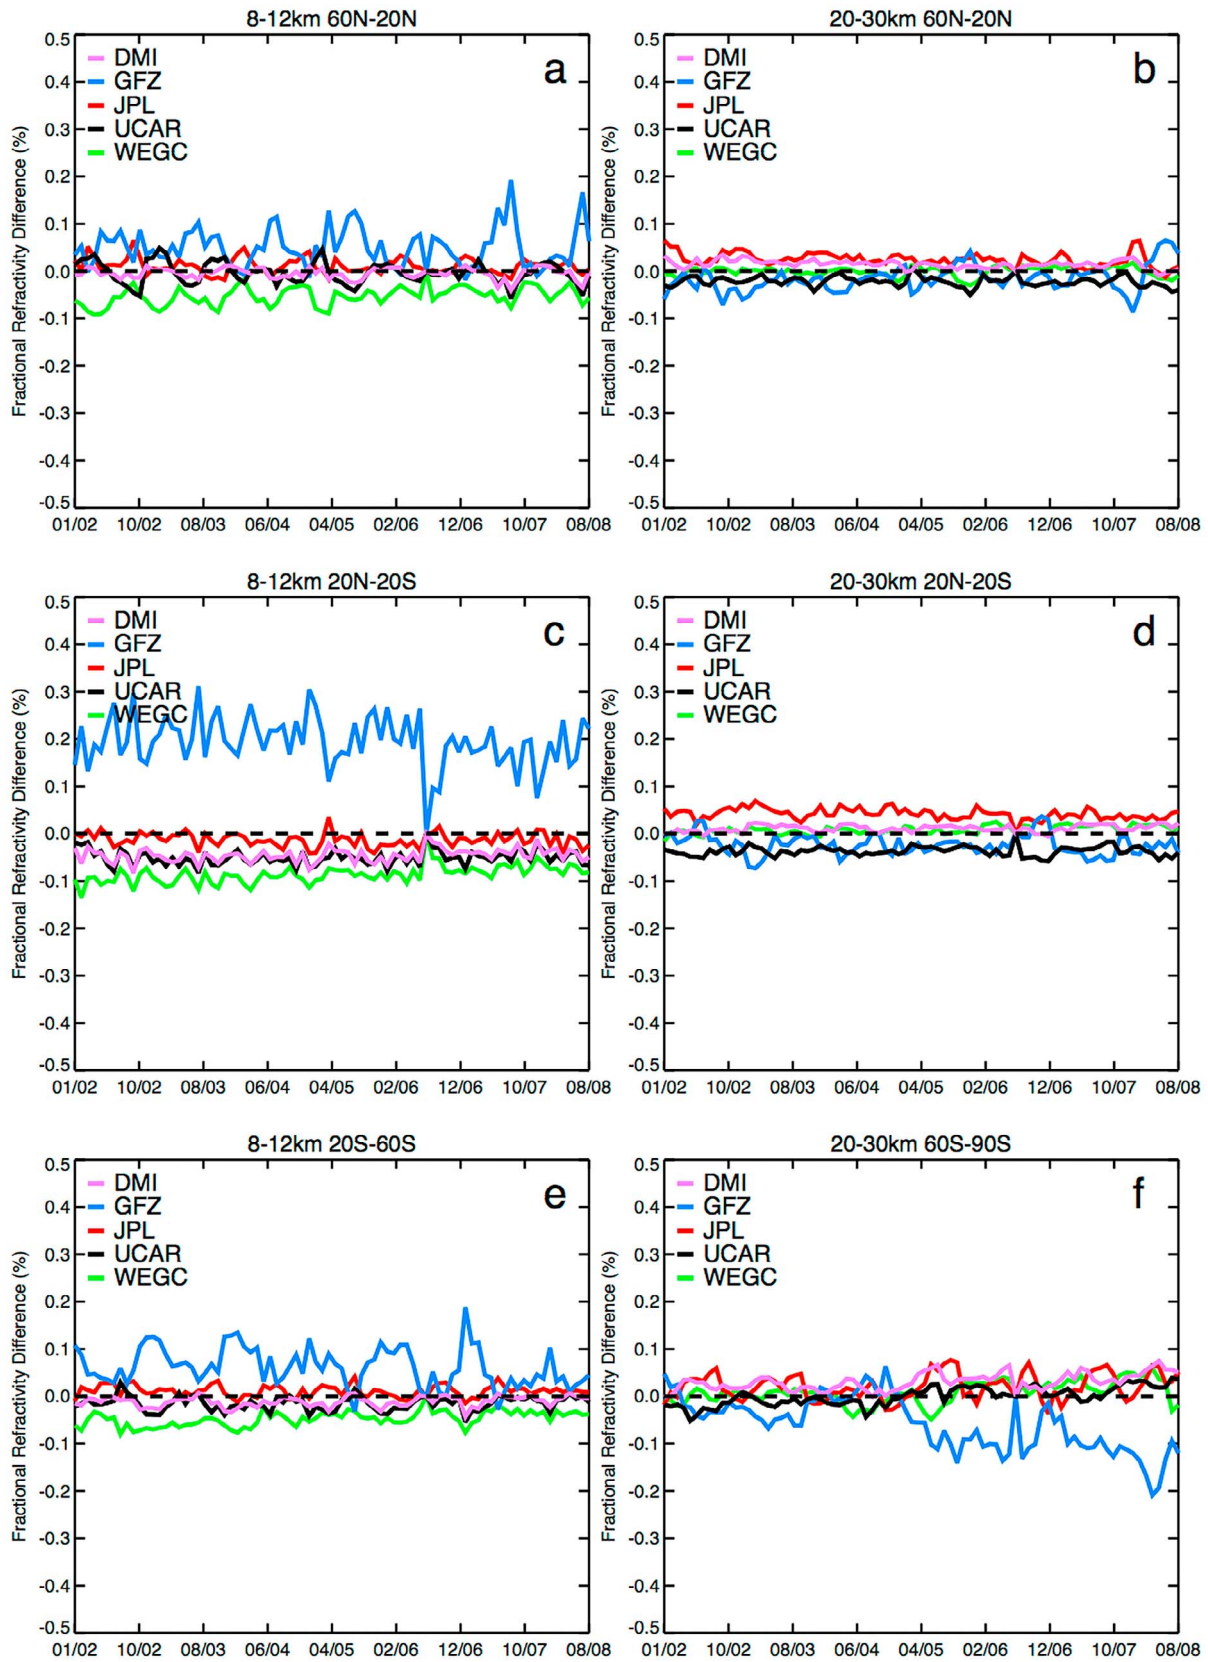 8-12km 60N-20N
Fractional Refractivity Difference (%)
0.5
0.4
0.3
0.2
0.1
0.0
-0.1
-0.2
-0.3
-0.4
-0.5
DMI
GFZ
JPL
UCAR
WEGC
a
01/02 10/02 08/03 06/04 04/05 02/06 12/06 10/07 08/08
20-30km 60N-20N
Fractional Refractivity Difference (%)
0.5
0.4
0.3
0.2
0.1
0.0
-0.1
-0.2
-0.3
-0.4
-0.5
DMI
GFZ
JPL
UCAR
WEGC
b
01/02 10/02 08/03 06/04 04/05 02/06 12/06 10/07 08/08
8-12km 20N-20S
Fractional Refractivity Difference (%)
0.5
0.4
0.3
0.2
0.1
0.0
-0.1
-0.2
-0.3
-0.4
-0.5
DMI
GFZ
JPL
UCAR
WEGC
c
01/02 10/02 08/03 06/04 04/05 02/06 12/06 10/07 08/08
20-30km 20N-20S
Fractional Refractivity Difference (%)
0.5
0.4
0.3
0.2
0.1
0.0
-0.1
-0.2
-0.3
-0.4
-0.5
DMI
GFZ
JPL
UCAR
WEGC
d
01/02 10/02 08/03 06/04 04/05 02/06 12/06 10/07 08/08
8-12km 20S-60S
Fractional Refractivity Difference (%)
0.5
0.4
0.3
0.2
0.1
0.0
-0.1
-0.2
-0.3
-0.4
-0.5
DMI
GFZ
JPL
UCAR
WEGC
e
01/02 10/02 08/03 06/04 04/05 02/06 12/06 10/07 08/08
20-30km 60S-90S
Fractional Refractivity Difference (%)
0.5
0.4
0.3
0.2
0.1
0.0
-0.1
-0.2
-0.3
-0.4
-0.5
DMI
GFZ
JPL
UCAR
WEGC
f
01/02 10/02 08/03 06/04 04/05 02/06 12/06 10/07 08/08